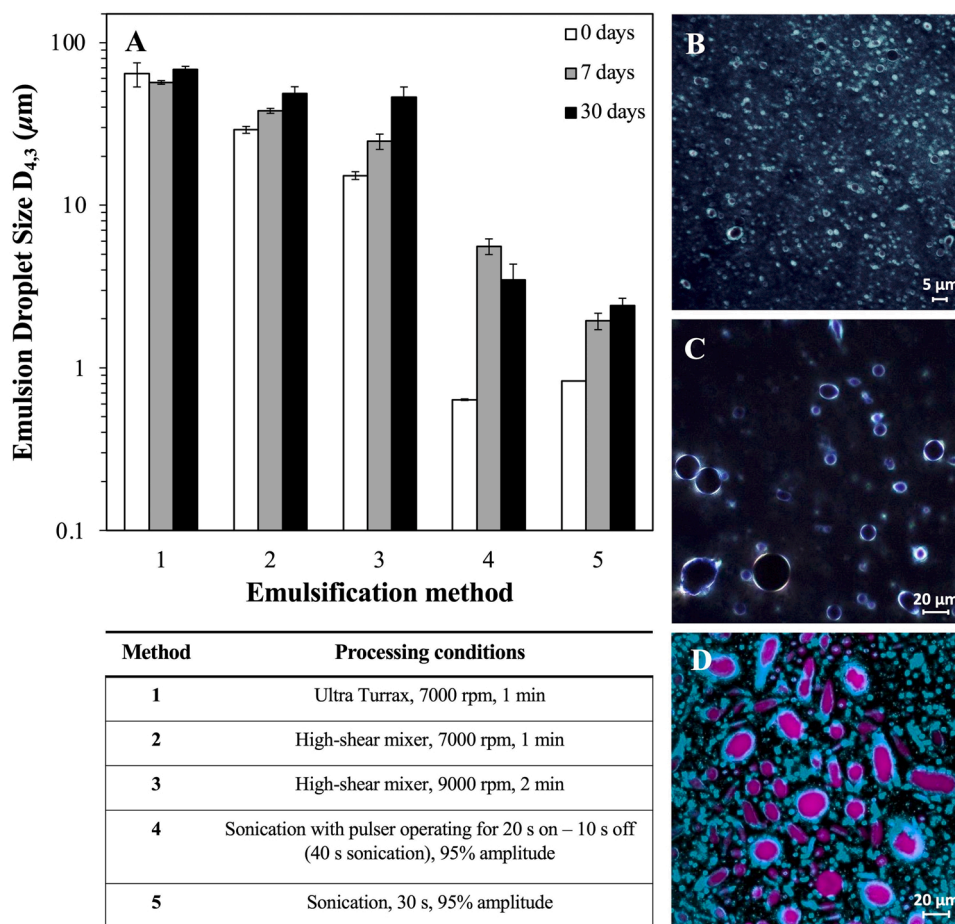 A
0 days
7 days
30 days
100
10
1
0.1
Emulsion Droplet Size D4,3 (µm)
1 2 3 4 5
Emulsification method
Method Processing conditions
1 Ultra Turrax, 7000 rpm, 1 min
2 High-shear mixer, 7000 rpm, 1 min
3 High-shear mixer, 9000 rpm, 2 min
4 Sonication with pulser operating for 20 s on – 10 s off
(40 s sonication), 95% amplitude
5 Sonication, 30 s, 95% amplitude
B
5 µm
C
20 µm
D
20 µm